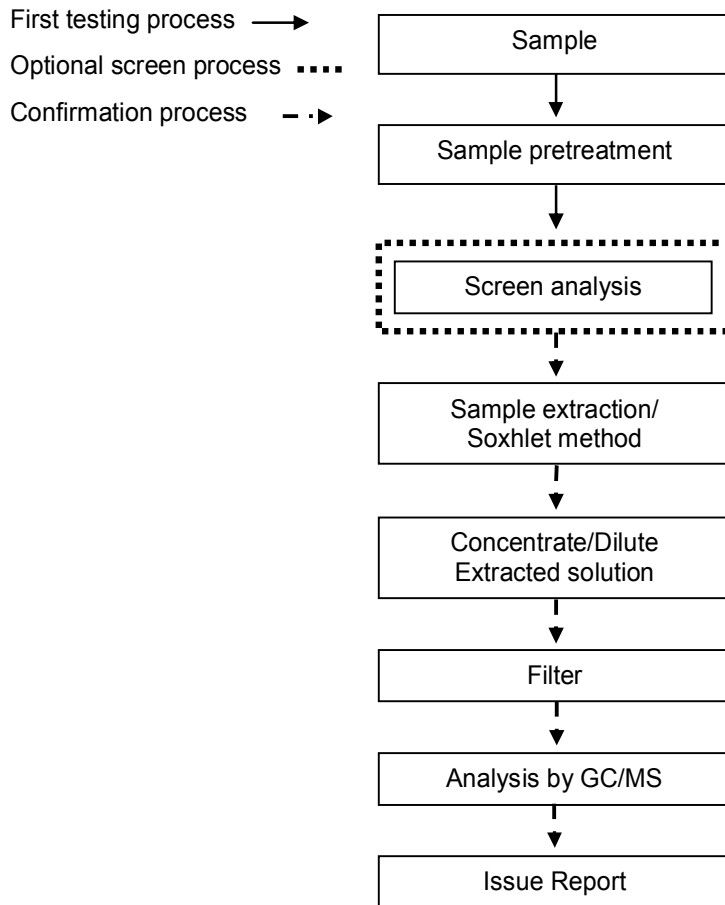 First testing process
Optional screen process
Confirmation process
Sample
Sample pretreatment
Screen analysis
Sample extraction/
Soxhlet method
Concentrate/Dilute
Extracted solution
Filter
Analysis by GC/MS
Issue Report